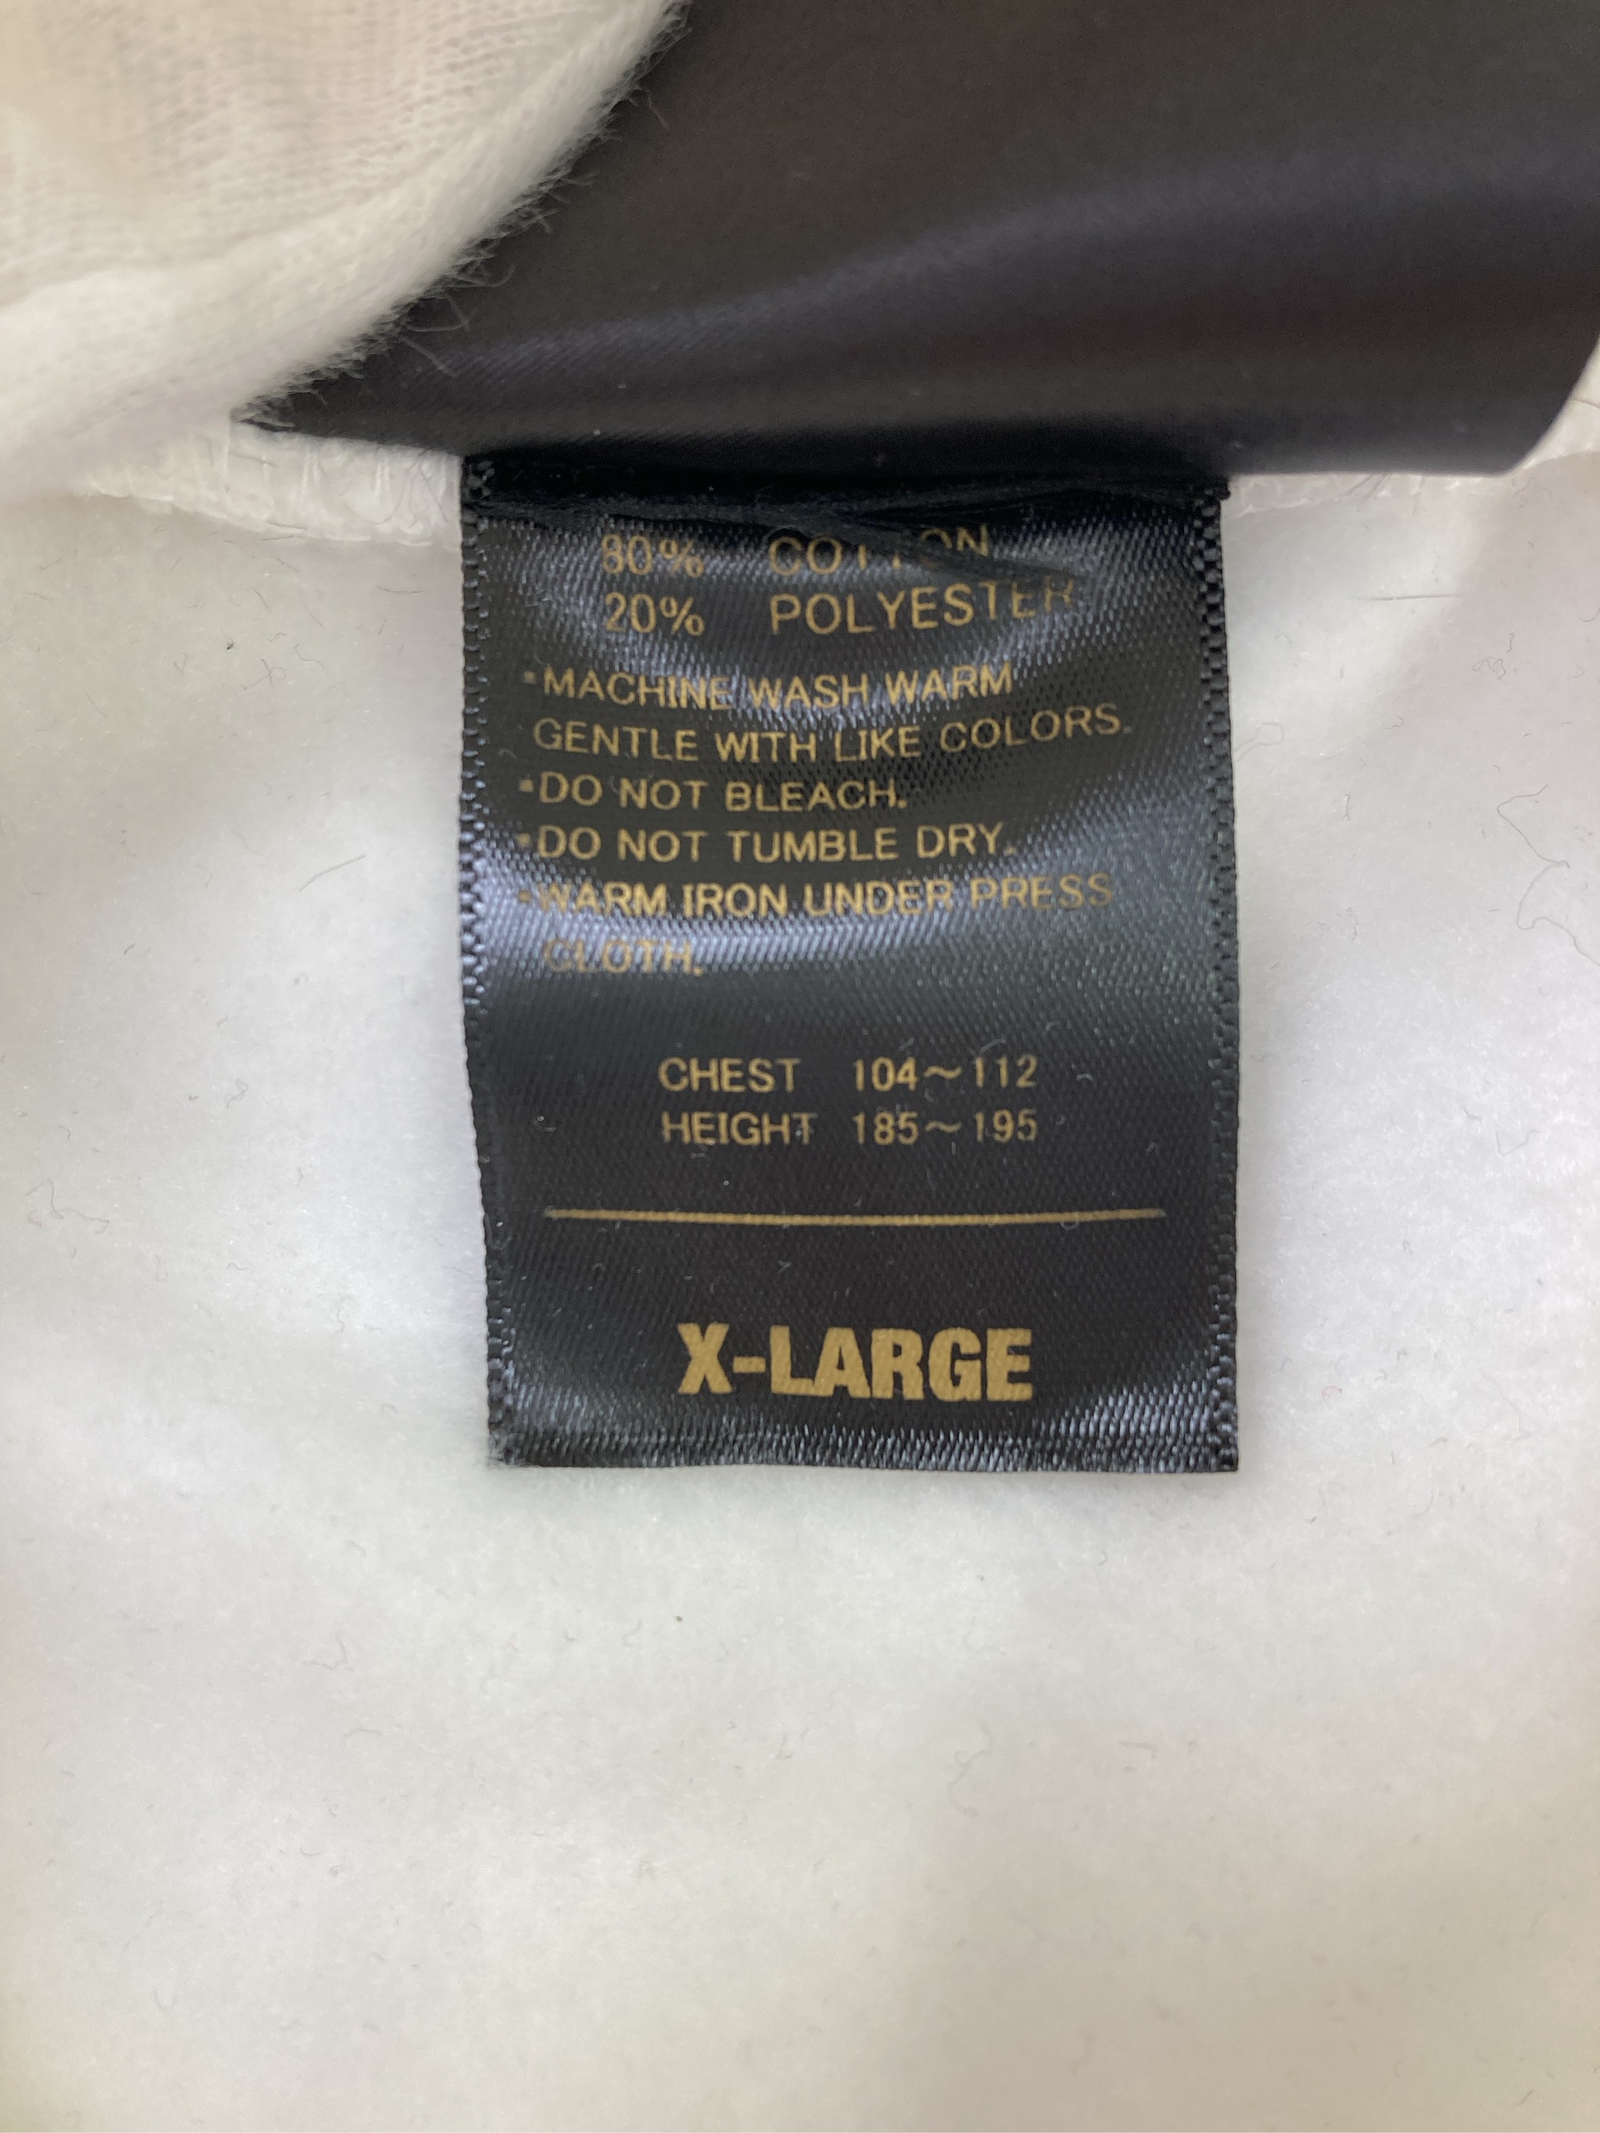 80% COTTON
20% POLYESTER
•MACHINE WASH WARM
GENTLE WITH LIKE COLORS.
•DO NOT BLEACH.
•DO NOT TUMBLE DRY.
•WARM IRON UNDER PRESS
CLOTH.
CHEST 104～112
HEIGHT 185～195
X-LARGE